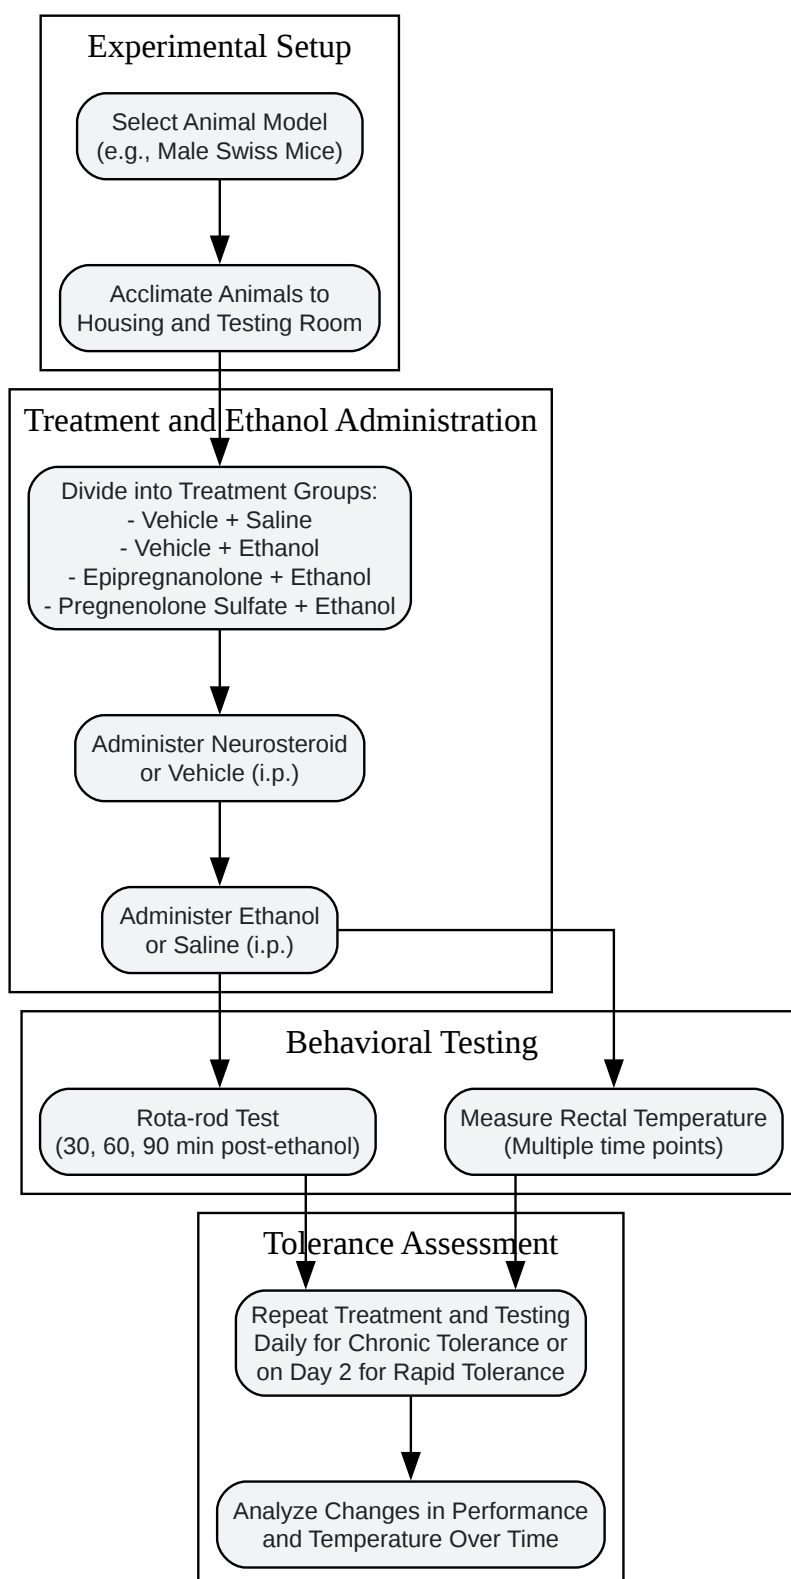 Experimental Setup
Select Animal Model
(e.g., Male Swiss Mice)
Acclimate Animals to
Housing and Testing Room
Treatment and Ethanol Administration
Divide into Treatment Groups:
- Vehicle + Saline
- Vehicle + Ethanol
- Epipregnanolone + Ethanol
- Pregnenolone Sulfate + Ethanol
Administer Neurosteroid
or Vehicle (i.p.)
Administer Ethanol
or Saline (i.p.)
Behavioral Testing
Rota-rod Test
(30, 60, 90 min post-ethanol)
Measure Rectal Temperature
(Multiple time points)
Tolerance Assessment
Repeat Treatment and Testing
Daily for Chronic Tolerance or
on Day 2 for Rapid Tolerance
Analyze Changes in Performance
and Temperature Over Time